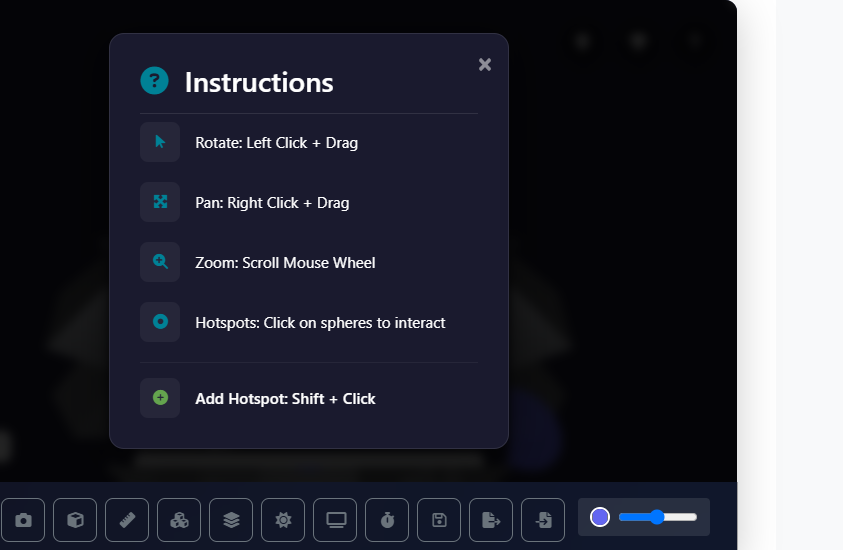 Instructions
Rotate: Left Click + Drag
Pan: Right Click + Drag
Zoom: Scroll Mouse Wheel
Hotspots: Click on spheres to interact
Add Hotspot: Shift + Click